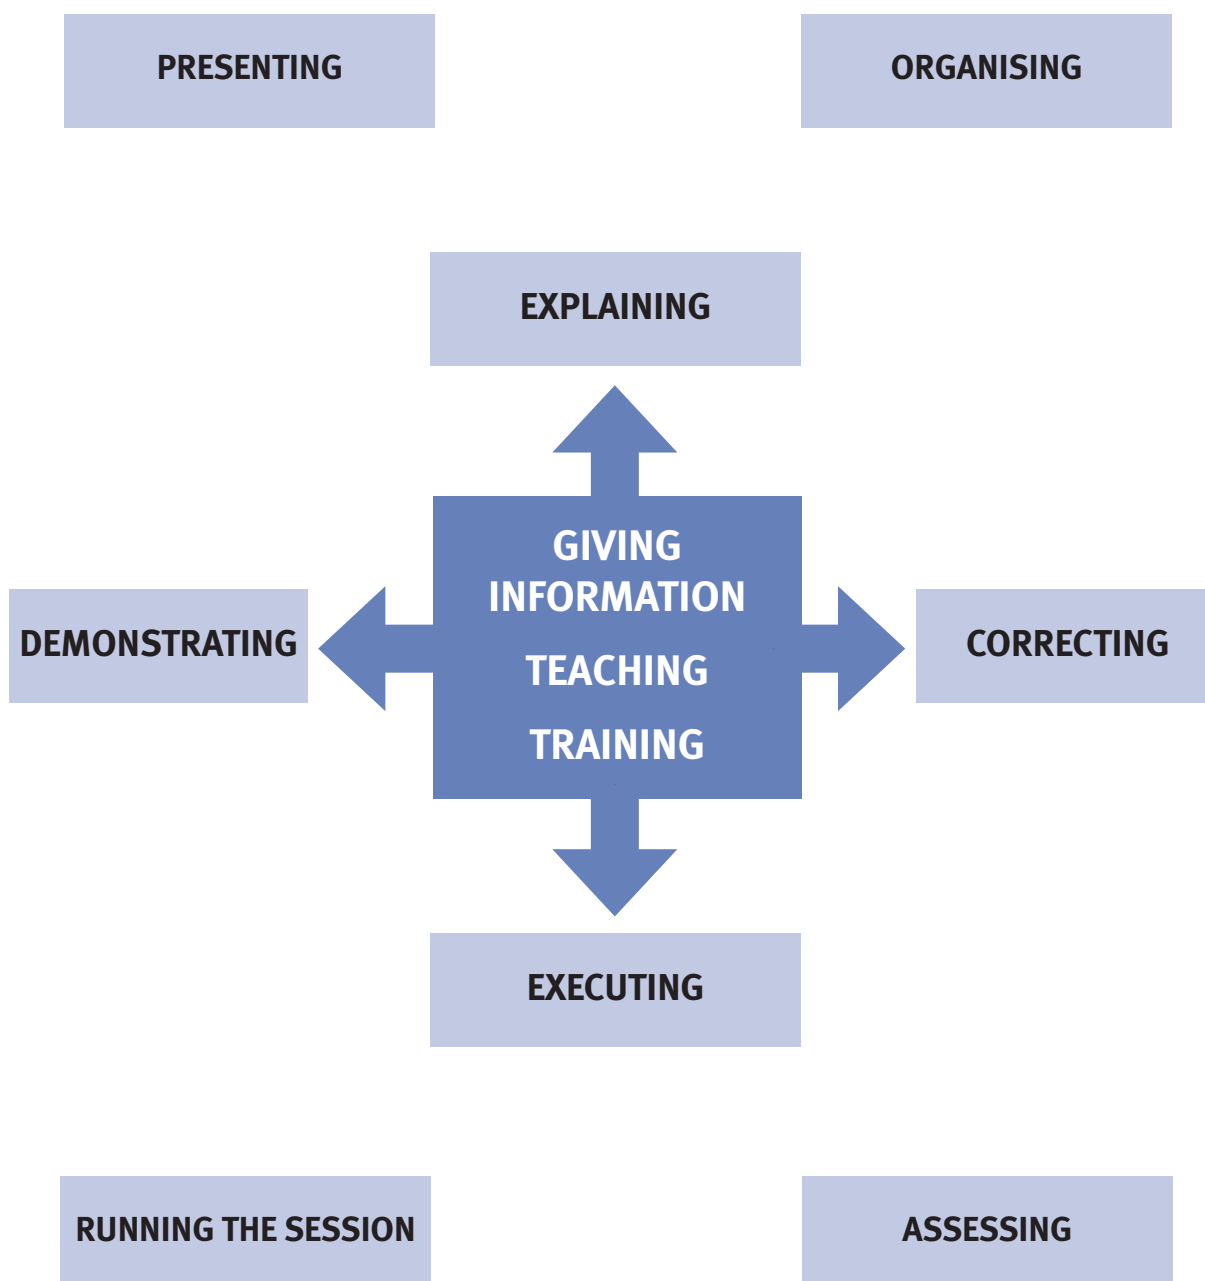 PRESENTING
ORGANISING
EXPLAINING
GIVING
INFORMATION
TEACHING
TRAINING
DEMONSTRATING
CORRECTING
EXECUTING
RUNNING THE SESSION
ASSESSING